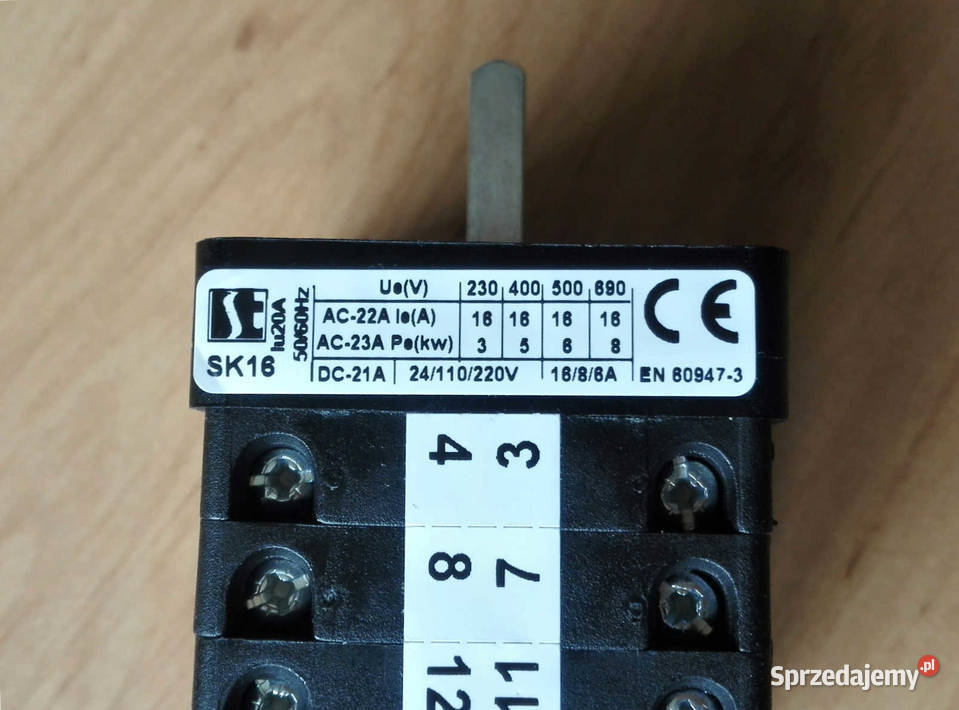 SE
SK16
Iu20A
50/60Hz
Ue(V) 230 400 500 690
AC-22A Ie(A) 16 16 16 16
AC-23A Pe(kw) 3 5 6 8
DC-21A 24/110/220V 16/8/6A
CE
EN 60947-3
4 3
8 7
12 11
Sprzedajemy.pl